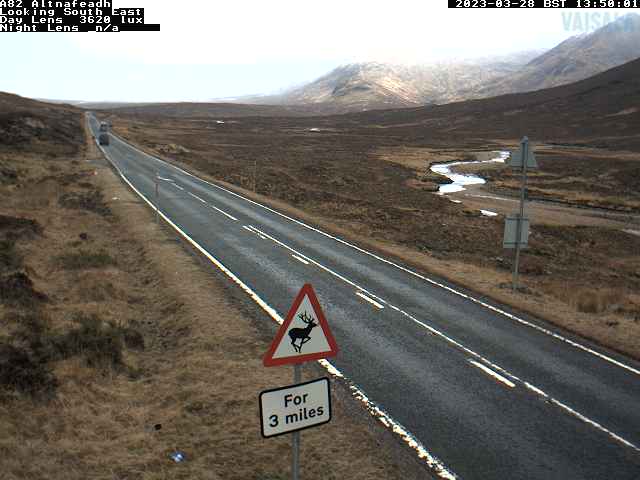 A82 Altnafeadh
Looking South East
Day Lens 3620 lux
Night Lens n/a
2023-03-28 BST 13:50:01
VAISALA
For
3 miles